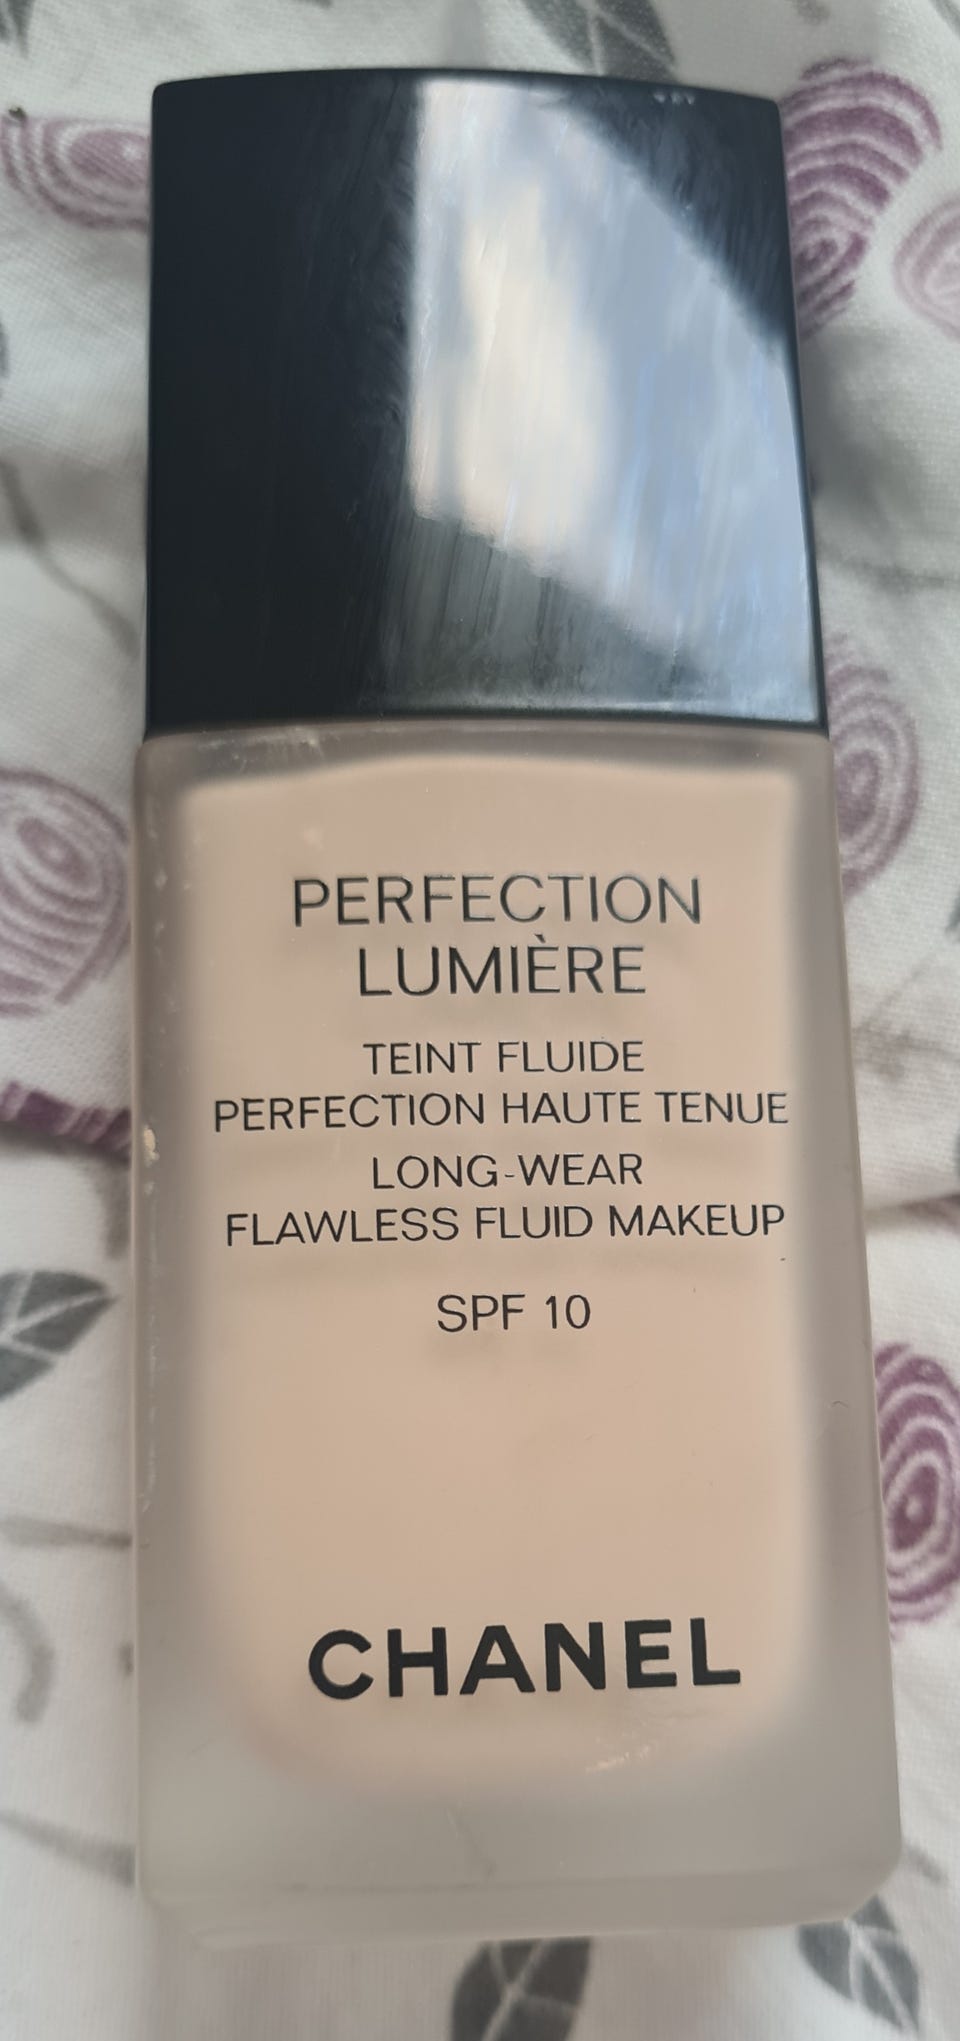 PERFECTION
LUMIÈRE
TEINT FLUIDE
PERFECTION HAUTE TENUE
LONG-WEAR
FLAWLESS FLUID MAKEUP
SPF 10
CHANEL